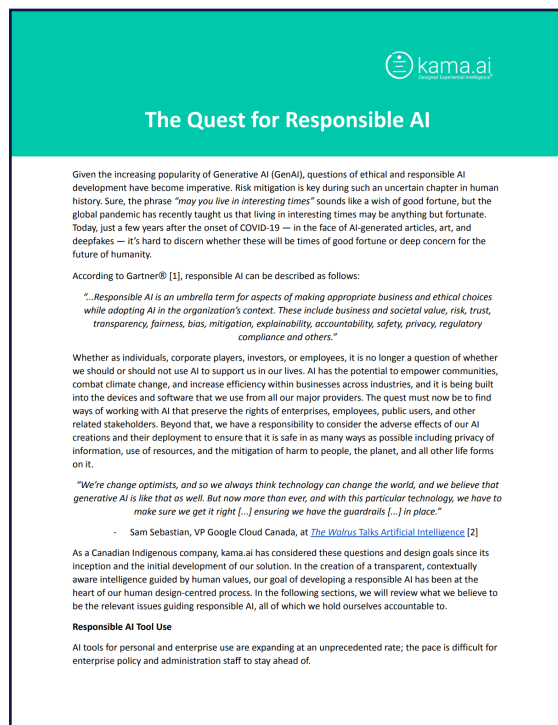 kama.ai
Designed Experiential Intelligence®
The Quest for Responsible AI
Given the increasing popularity of Generative AI (GenAI), questions of ethical and responsible AI
development have become imperative. Risk mitigation is key during such an uncertain chapter in human
history. Sure, the phrase “may you live in interesting times” sounds like a wish of good fortune, but the
global pandemic has recently taught us that living in interesting times may be anything but fortunate.
Today, just a few years after the onset of COVID-19 — in the face of AI-generated articles, art, and
deepfakes — it’s hard to discern whether these will be times of good fortune or deep concern for the
future of humanity.
According to Gartner® [1], responsible AI can be described as follows:
“...Responsible AI is an umbrella term for aspects of making appropriate business and ethical choices
while adopting AI in the organization’s context. These include business and societal value, risk, trust,
transparency, fairness, bias, mitigation, explainability, accountability, safety, privacy, regulatory
compliance and others.”
Whether as individuals, corporate players, investors, or employees, it is no longer a question of whether
we should or should not use AI to support us in our lives. AI has the potential to empower communities,
combat climate change, and increase efficiency within businesses across industries, and it is being built
into the devices and software that we use from all our major providers. The quest must now be to find
ways of working with AI that preserve the rights of enterprises, employees, public users, and other
related stakeholders. Beyond that, we have a responsibility to consider the adverse effects of our AI
creations and their deployment to ensure that it is safe in as many ways as possible including privacy of
information, use of resources, and the mitigation of harm to people, the planet, and all other life forms
on it.
“We’re change optimists, and so we always think technology can change the world, and we believe that
generative AI is like that as well. But now more than ever, and with this particular technology, we have to
make sure we get it right [...] ensuring we have the guardrails [...] in place.”
- Sam Sebastian, VP Google Cloud Canada, at The Walrus Talks Artificial Intelligence [2]
As a Canadian Indigenous company, kama.ai has considered these questions and design goals since its
inception and the initial development of our solution. In the creation of a transparent, contextually
aware intelligence guided by human values, our goal of developing a responsible AI has been at the
heart of our human design-centred process. In the following sections, we will review what we believe to
be the relevant issues guiding responsible AI, all of which we hold ourselves accountable to.
Responsible AI Tool Use
AI tools for personal and enterprise use are expanding at an unprecedented rate; the pace is difficult for
enterprise policy and administration staff to stay ahead of.